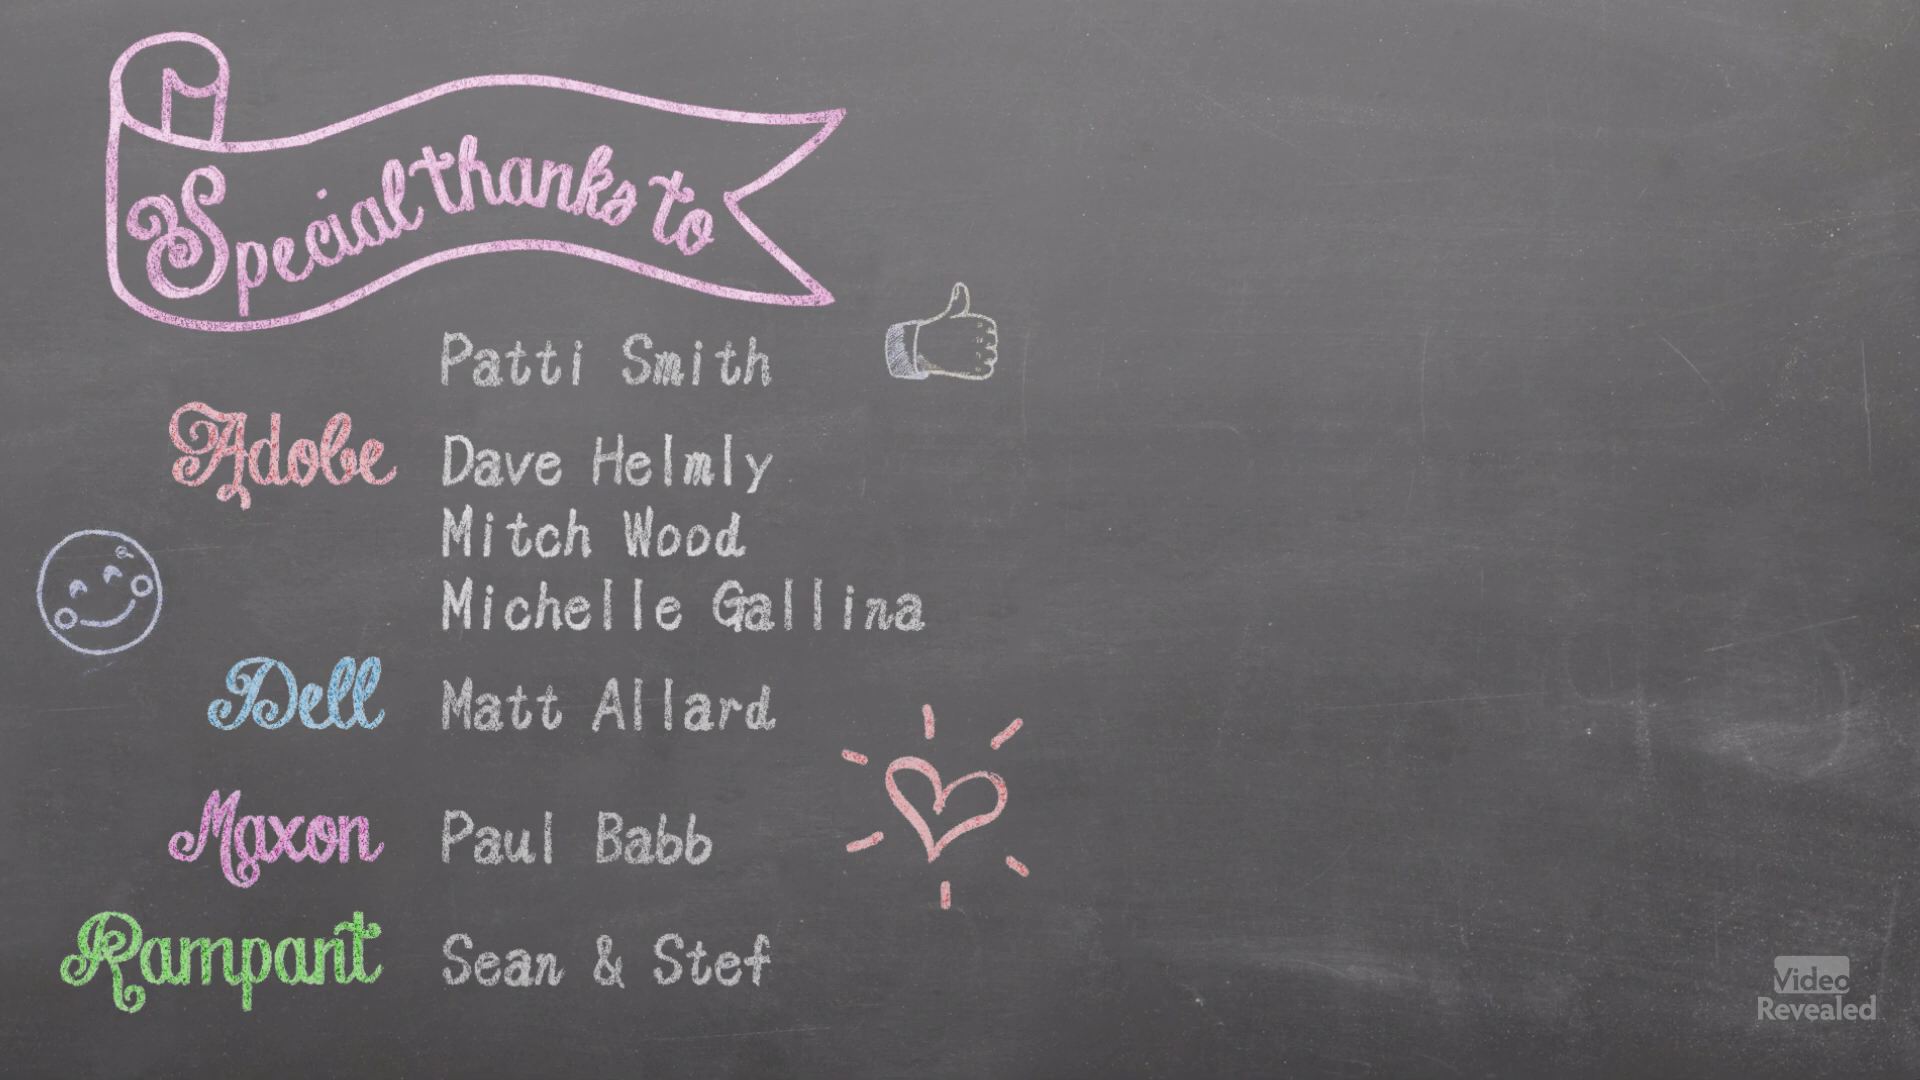 Special thanks to
Patti Smith
Adobe Dave Helmly
Mitch Wood
Michelle Gallina
Dell Matt Allard
Maxon Paul Babb
Rampant Sean & Stef
Video
Revealed